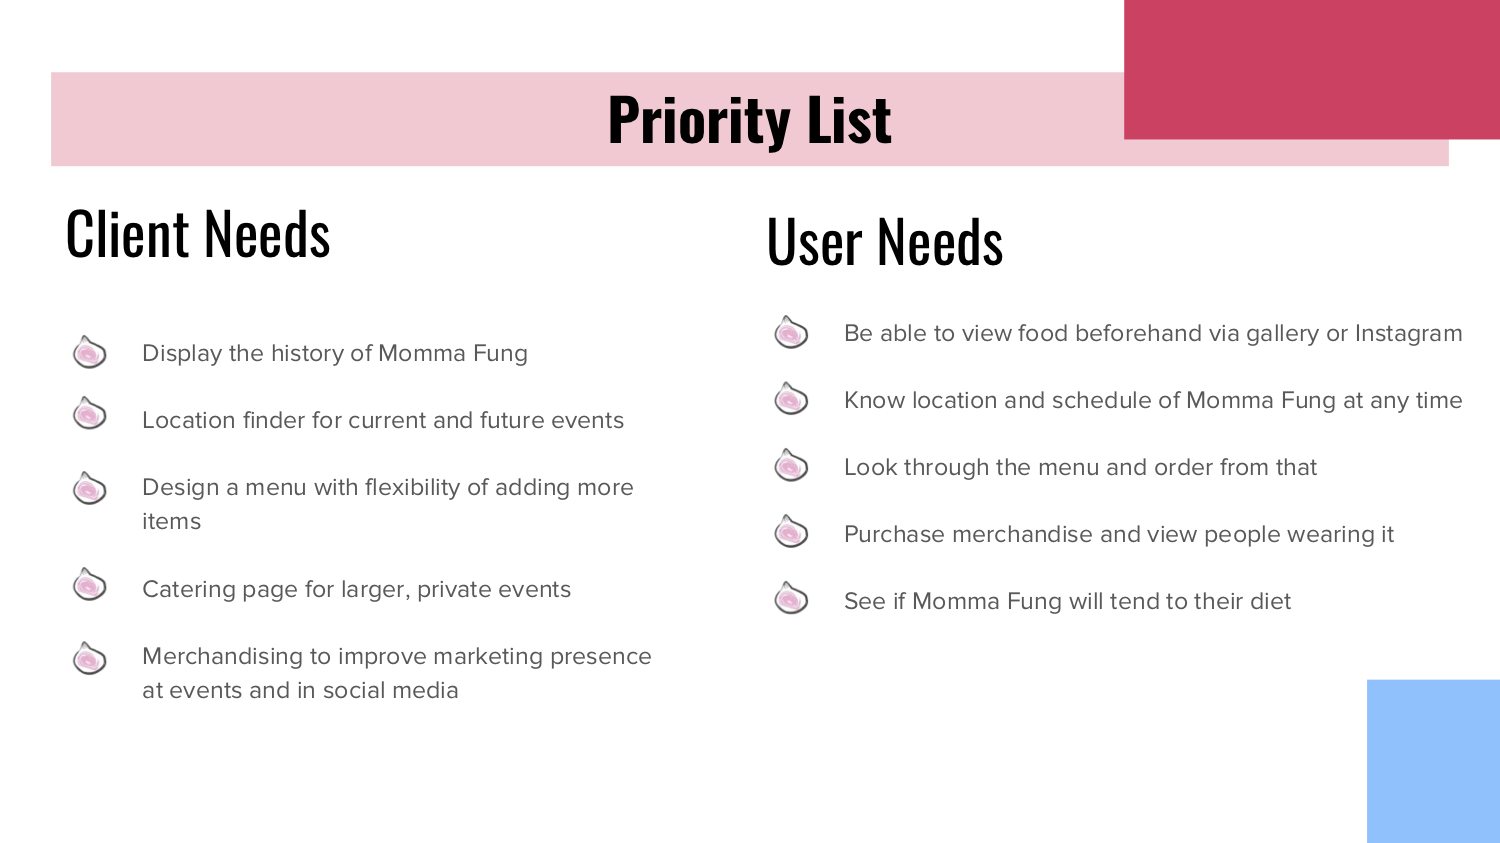 Priority List
Client Needs
Display the history of Momma Fung
Location finder for current and future events
Design a menu with flexibility of adding more
items
Catering page for larger, private events
Merchandising to improve marketing presence
at events and in social media
User Needs
Be able to view food beforehand via gallery or Instagram
Know location and schedule of Momma Fung at any time
Look through the menu and order from that
Purchase merchandise and view people wearing it
See if Momma Fung will tend to their diet